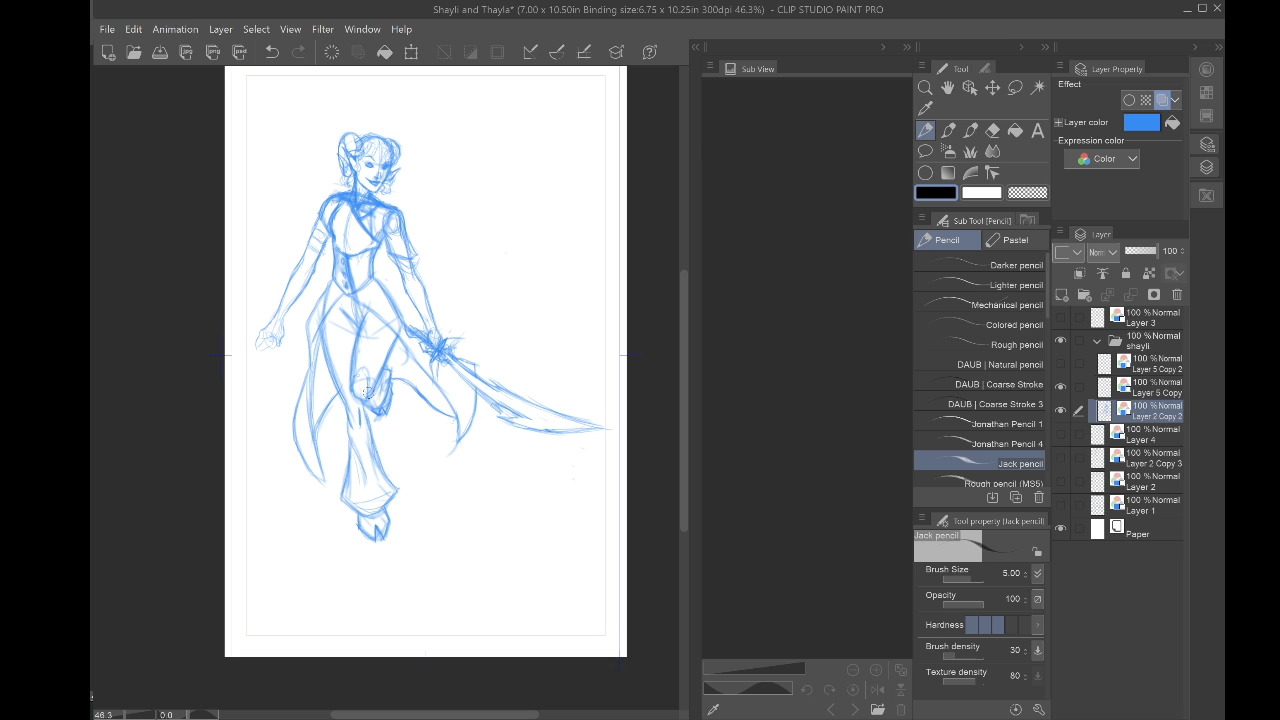 Shayli and Thayla* (7.00 x 10.50in Binding size:6.75 x 10.25in 300dpi 46.3%) - CLIP STUDIO PAINT PRO
File Edit Animation Layer Select View Filter Window Help
Sub View
Tool
Layer Property
Effect
Layer color
Expression color
Color
Sub Tool [Pencil]
Pencil
Pastel
Darker pencil
Lighter pencil
Mechanical pencil
Colored pencil
Rough pencil
DAUB | Natural pencil
DAUB | Coarse Stroke
DAUB | Coarse Stroke 3
Jonathan Pencil 1
Jonathan Pencil 4
Jack pencil
Rough pencil (MS5)
Tool property [Jack pencil]
Jack pencil
Brush Size 5.00
Opacity 100
Hardness
Brush density 30
Texture density 80
Layer
Norm 100
100 %Normal
Layer 3
100 %Normal
shayli
100 %Normal
Layer 5 Copy 2
100 %Normal
Layer 5 Copy
100 %Normal
Layer 2 Copy 2
100 %Normal
Layer 4
100 %Normal
Layer 2 Copy 3
100 %Normal
Layer 2
100 %Normal
Layer 1
Paper
46.3 0.0